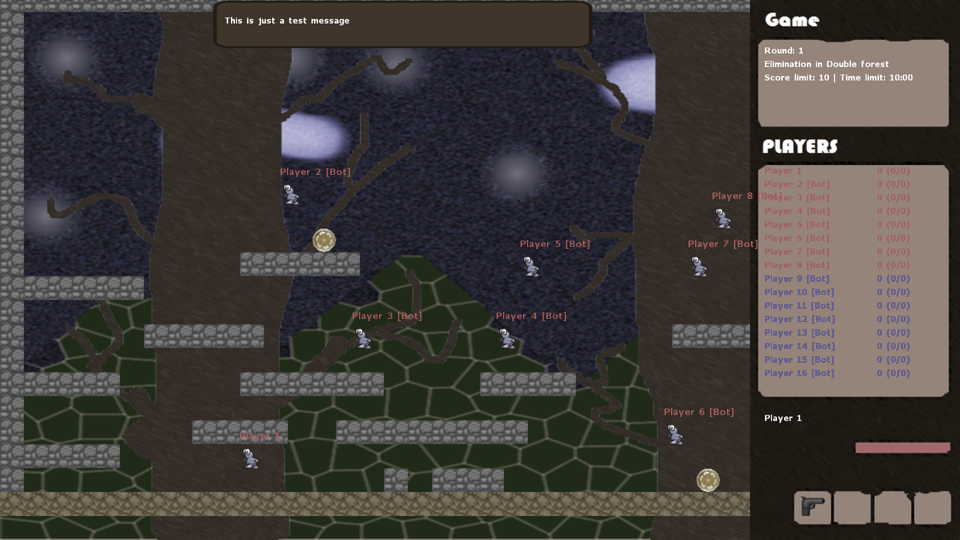 This is just a test message
Game
Round: 1
Elimination in Double forest
Score limit: 10 | Time limit: 10:00
PLAYERS
Player 1 0 (0/0)
Player 2 [Bot] 0 (0/0)
Player 3 [Bot] 0 (0/0)
Player 4 [Bot] 0 (0/0)
Player 5 [Bot] 0 (0/0)
Player 6 [Bot] 0 (0/0)
Player 7 [Bot] 0 (0/0)
Player 8 [Bot] 0 (0/0)
Player 9 [Bot] 0 (0/0)
Player 10 [Bot] 0 (0/0)
Player 11 [Bot] 0 (0/0)
Player 12 [Bot] 0 (0/0)
Player 13 [Bot] 0 (0/0)
Player 14 [Bot] 0 (0/0)
Player 15 [Bot] 0 (0/0)
Player 16 [Bot] 0 (0/0)
Player 1
Player 2 [Bot]
Player 8 [Bot]
Player 5 [Bot]
Player 7 [Bot]
Player 3 [Bot]
Player 4 [Bot]
Player 6 [Bot]
Player 1